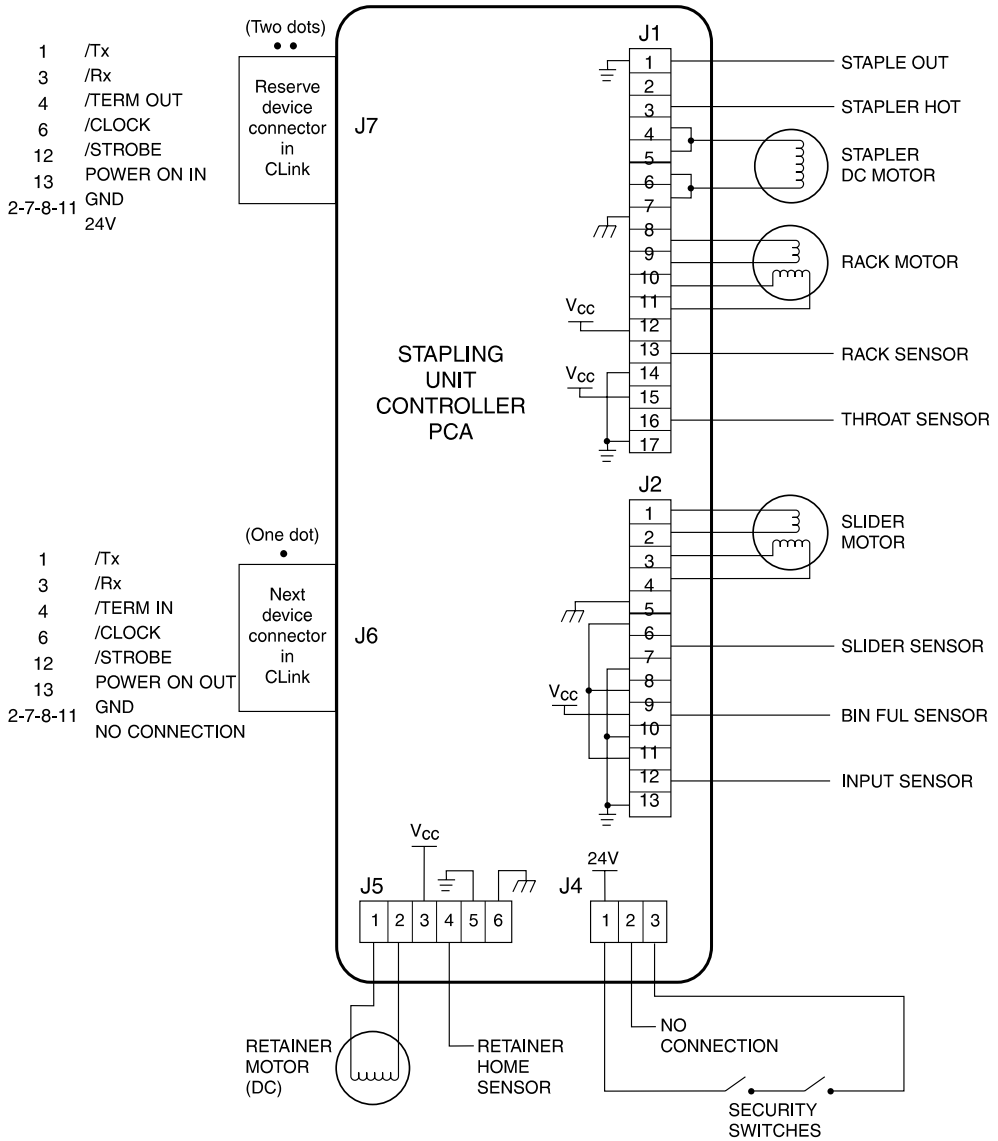 (Two dots)
1 /Tx
3 /Rx
4 /TERM OUT
6 /CLOCK
12 /STROBE
13 POWER ON IN
2-7-8-11 GND
24V
Reserve
device
connector
in
CLink
J7
(One dot)
1 /Tx
3 /Rx
4 /TERM IN
6 /CLOCK
12 /STROBE
13 POWER ON OUT
2-7-8-11 GND
NO CONNECTION
Next
device
connector
in
CLink
J6
STAPLING
UNIT
CONTROLLER
PCA
J1
1
2
3
4
5
6
7
8
9
10
11
12
13
14
15
16
17
VCC
VCC
STAPLE OUT
STAPLER HOT
STAPLER
DC MOTOR
RACK MOTOR
RACK SENSOR
THROAT SENSOR
J2
1
2
3
4
5
6
7
8
9
10
11
12
13
VCC
SLIDER
MOTOR
SLIDER SENSOR
BIN FUL SENSOR
INPUT SENSOR
VCC
J5
1 2 3 4 5 6
RETAINER
MOTOR
(DC)
RETAINER
HOME
SENSOR
24V
J4
1 2 3
NO
CONNECTION
SECURITY
SWITCHES